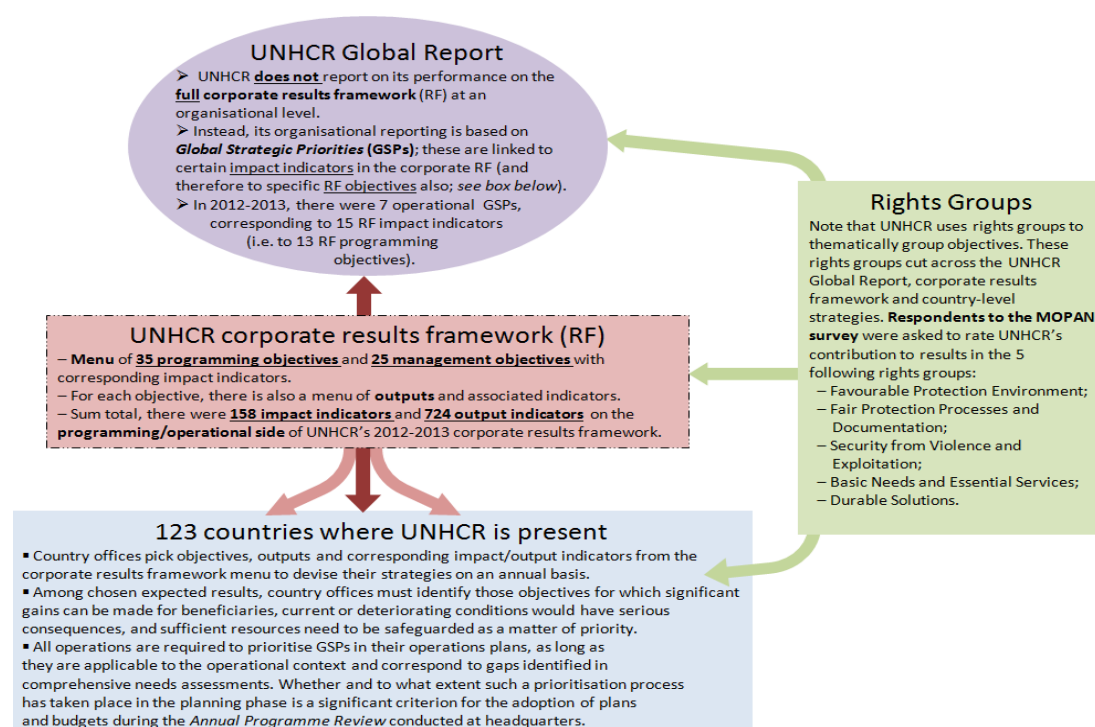 UNHCR Global Report
➤ UNHCR does not report on its performance on the
full corporate results framework (RF) at an
organisational level.
➤ Instead, its organisational reporting is based on
Global Strategic Priorities (GSPs); these are linked to
certain impact indicators in the corporate RF (and
therefore to specific RF objectives also; see box below).
➤ In 2012-2013, there were 7 operational GSPs,
corresponding to 15 RF impact indicators
(i.e. to 13 RF programming
objectives).
UNHCR corporate results framework (RF)
– Menu of 35 programming objectives and 25 management objectives with
corresponding impact indicators.
– For each objective, there is also a menu of outputs and associated indicators.
– Sum total, there were 158 impact indicators and 724 output indicators on the
programming/operational side of UNHCR's 2012-2013 corporate results framework.
123 countries where UNHCR is present
▪ Country offices pick objectives, outputs and corresponding impact/output indicators from the
corporate results framework menu to devise their strategies on an annual basis.
▪ Among chosen expected results, country offices must identify those objectives for which significant
gains can be made for beneficiaries, current or deteriorating conditions would have serious
consequences, and sufficient resources need to be safeguarded as a matter of priority.
▪ All operations are required to prioritise GSPs in their operations plans, as long as
they are applicable to the operational context and correspond to gaps identified in
comprehensive needs assessments. Whether and to what extent such a prioritisation process
has taken place in the planning phase is a significant criterion for the adoption of plans
and budgets during the Annual Programme Review conducted at headquarters.
Rights Groups
Note that UNHCR uses rights groups to
thematically group objectives. These
rights groups cut across the UNHCR
Global Report, corporate results
framework and country-level
strategies. Respondents to the MOPAN
survey were asked to rate UNHCR's
contribution to results in the 5
following rights groups:
– Favourable Protection Environment;
– Fair Protection Processes and
Documentation;
– Security from Violence and
Exploitation;
– Basic Needs and Essential Services;
– Durable Solutions.